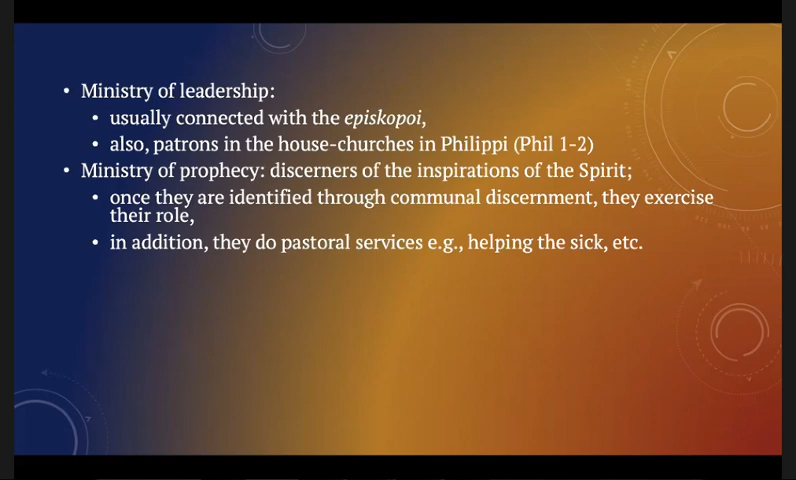 • Ministry of leadership:
• usually connected with the episkopoi,
• also, patrons in the house-churches in Philippi (Phil 1-2)
• Ministry of prophecy: discerners of the inspirations of the Spirit;
• once they are identified through communal discernment, they exercise
their role,
• in addition, they do pastoral services e.g., helping the sick, etc.